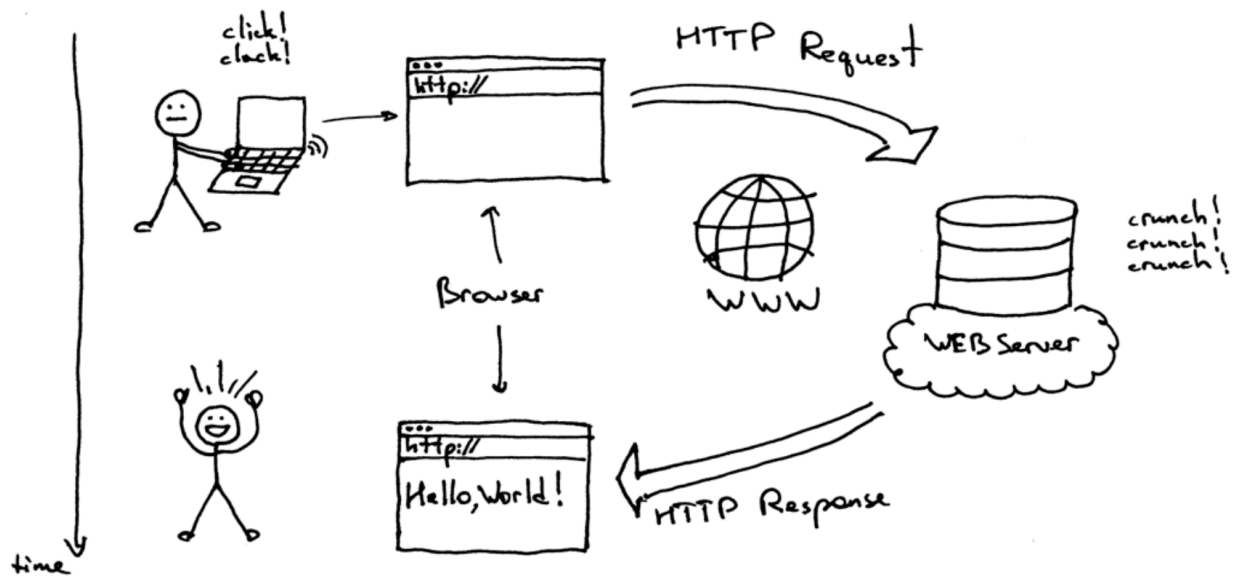 click!
clack!
HTTP Request
http://
crunch!
crunch!
crunch!
WWW
Browser
WEB Server
http://
Hello, World!
HTTP Response
time